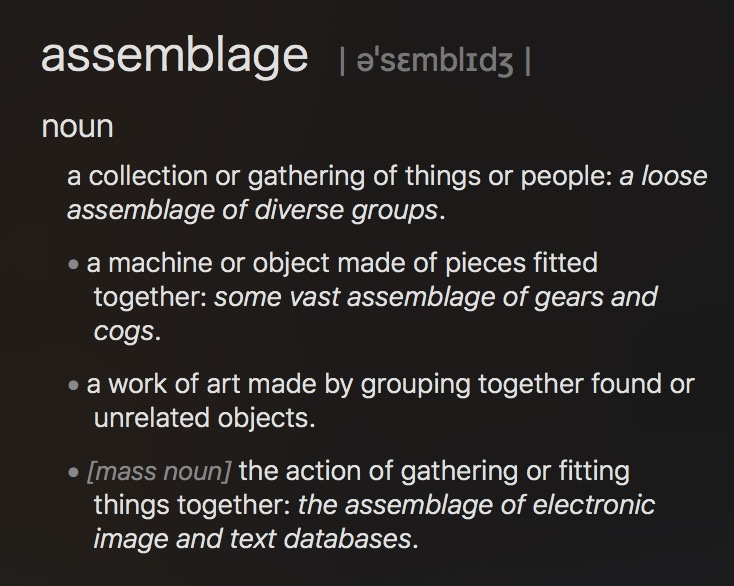 assemblage | əˈsɛmblɪdʒ |
noun
a collection or gathering of things or people: a loose
assemblage of diverse groups.
• a machine or object made of pieces fitted
together: some vast assemblage of gears and
cogs.
• a work of art made by grouping together found or
unrelated objects.
• [mass noun] the action of gathering or fitting
things together: the assemblage of electronic
image and text databases.